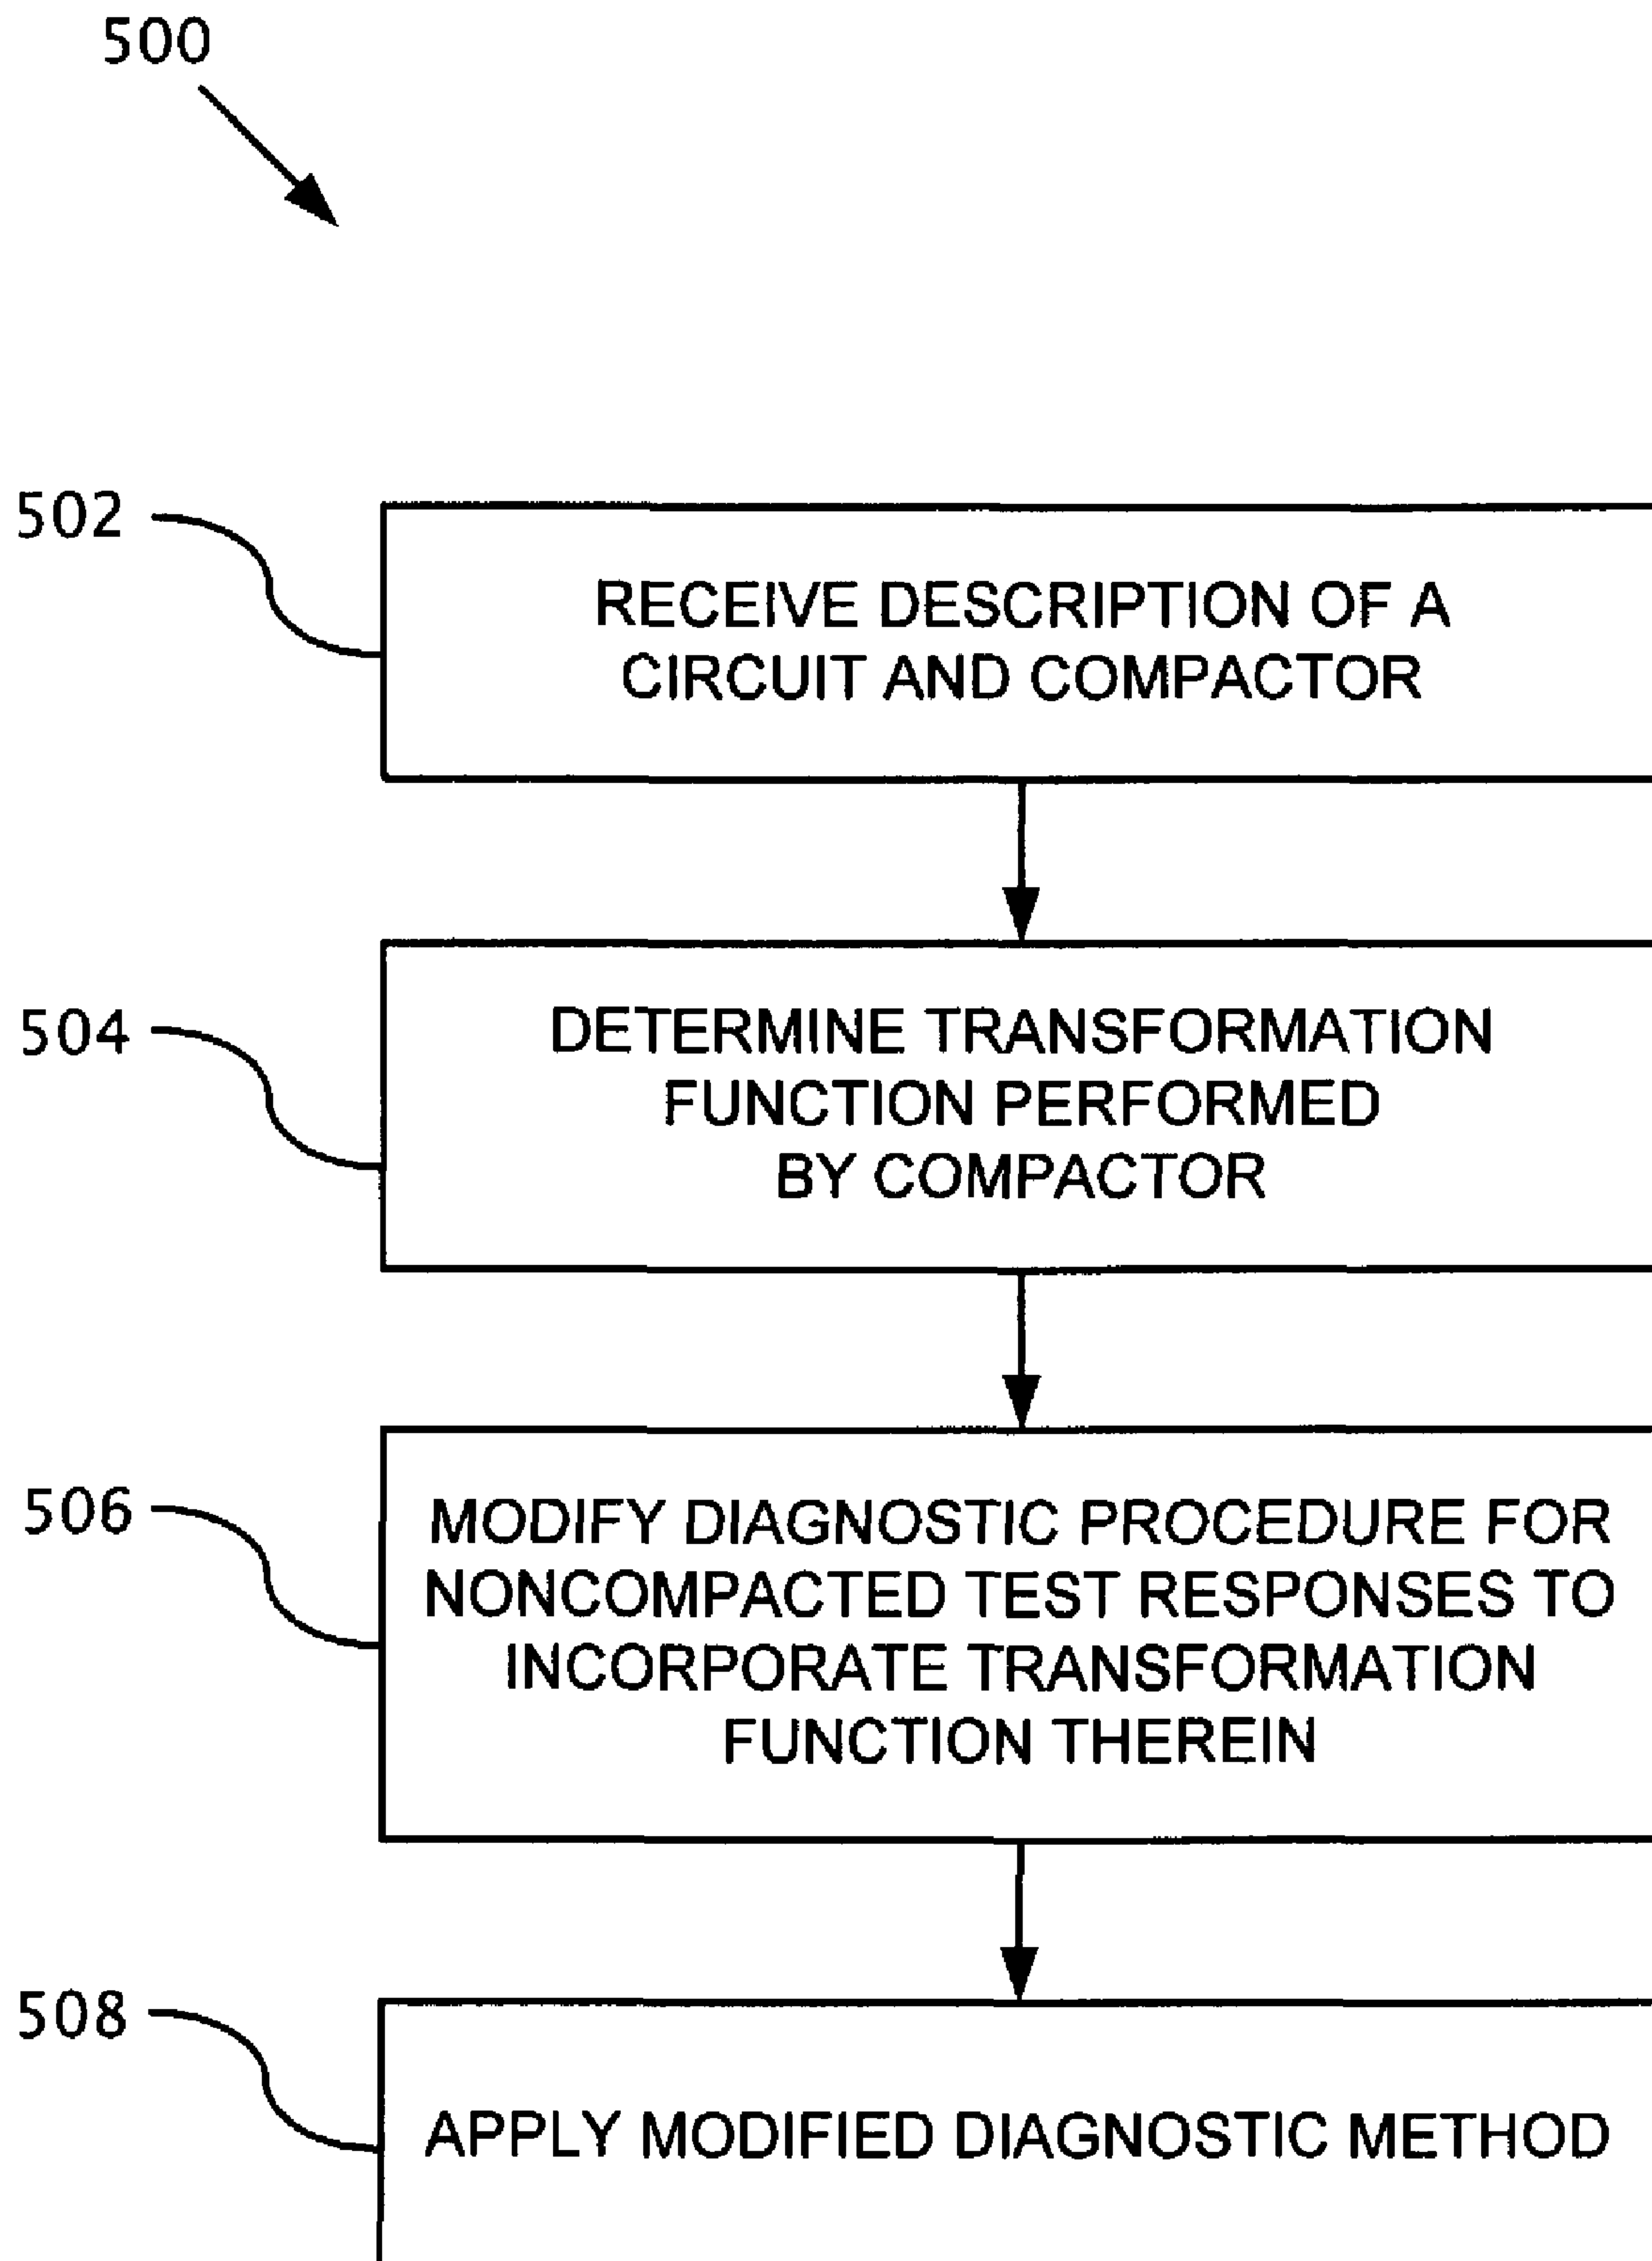 500
502
RECEIVE DESCRIPTION OF A
CIRCUIT AND COMPACTOR
504
DETERMINE TRANSFORMATION
FUNCTION PERFORMED
BY COMPACTOR
506
MODIFY DIAGNOSTIC PROCEDURE FOR
NONCOMPACTED TEST RESPONSES TO
INCORPORATE TRANSFORMATION
FUNCTION THEREIN
508
APPLY MODIFIED DIAGNOSTIC METHOD